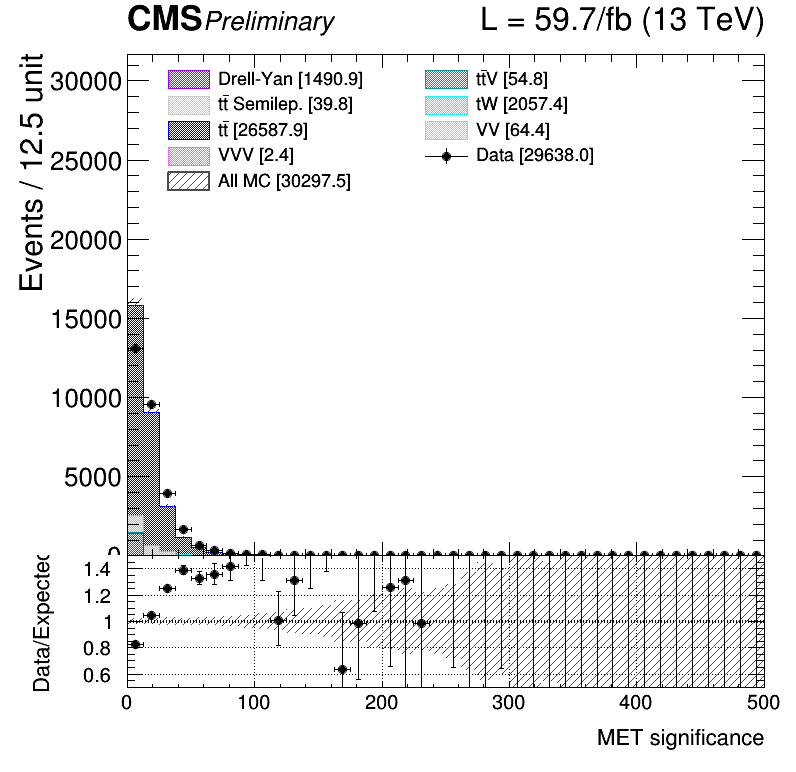 CMS Preliminary L = 59.7/fb (13 TeV)
Events / 12.5 unit
30000
25000
20000
15000
10000
5000
0
Drell-Yan [1490.9]
tt̄ Semilep. [39.8]
tt̄ [26587.9]
VVV [2.4]
All MC [30297.5]
tt̄V [54.8]
tW [2057.4]
VV [64.4]
Data [29638.0]
Data/Expected
1.4
1.2
1
0.8
0.6
0 100 200 300 400 500
MET significance